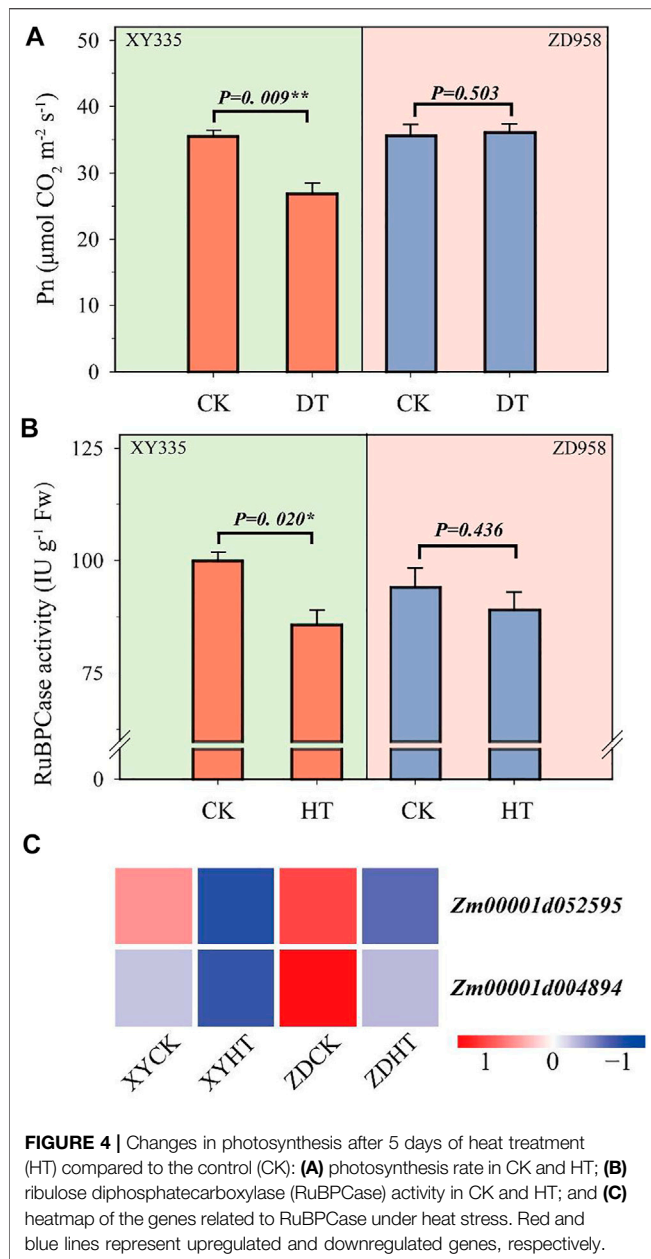 A
XY335
ZD958
50
40
30
20
10
0
Pn (µmol CO₂ m⁻² s⁻¹)
P=0. 009**
P=0.503
CK
DT
CK
DT
B
XY335
ZD958
125
100
75
0
RuBPCase activity (IU g⁻¹ Fw)
P=0. 020*
P=0.436
CK
HT
CK
HT
C
Zm00001d052595
Zm00001d004894
XYCK
XYHT
ZDCK
ZDHT
1
0
−1
FIGURE 4 | Changes in photosynthesis after 5 days of heat treatment
(HT) compared to the control (CK): (A) photosynthesis rate in CK and HT; (B)
ribulose diphosphatecarboxylase (RuBPCase) activity in CK and HT; and (C)
heatmap of the genes related to RuBPCase under heat stress. Red and
blue lines represent upregulated and downregulated genes, respectively.